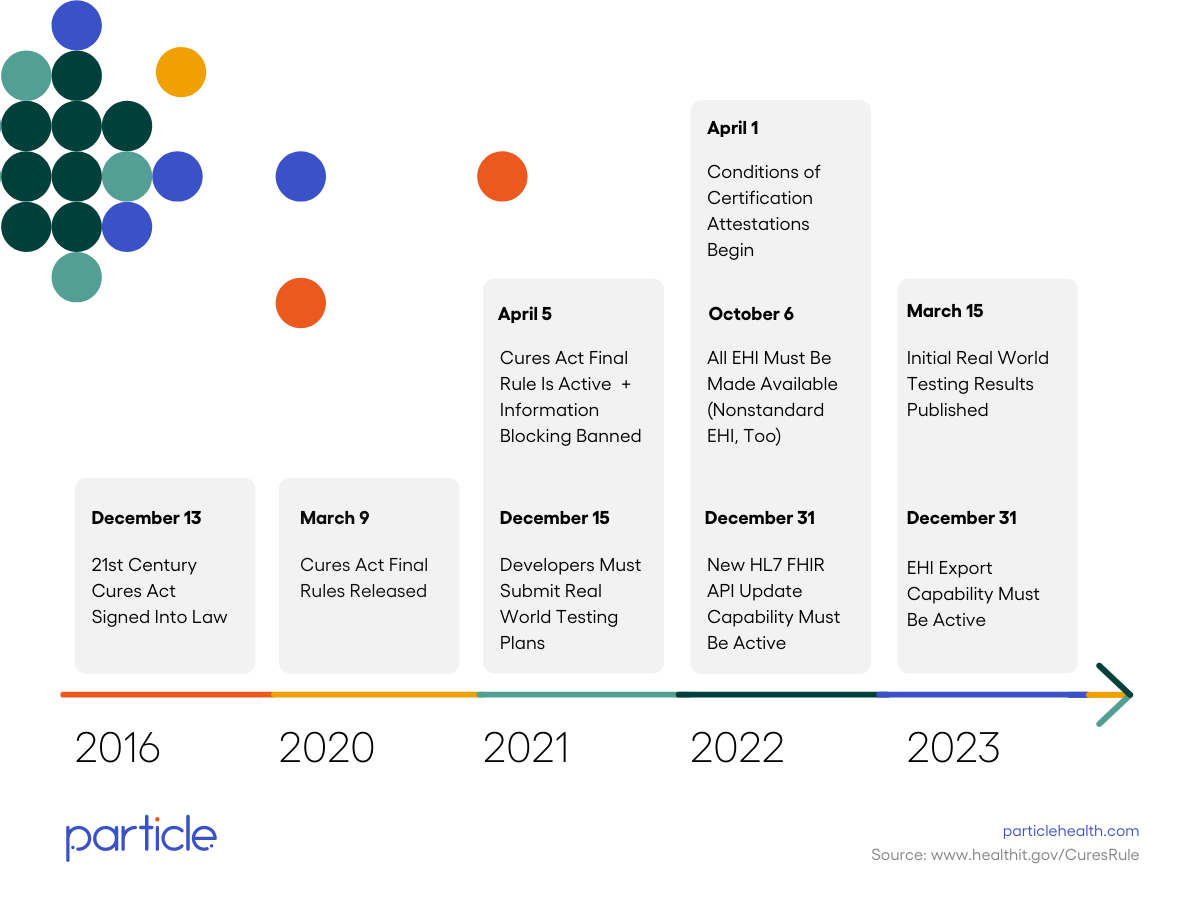 December 13
21st Century
Cures Act
Signed Into Law
2016
March 9
Cures Act Final
Rules Released
2020
April 5
Cures Act Final
Rule Is Active +
Information
Blocking Banned
December 15
Developers Must
Submit Real
World Testing
Plans
2021
April 1
Conditions of
Certification
Attestations
Begin
October 6
All EHI Must Be
Made Available
(Nonstandard
EHI, Too)
December 31
New HL7 FHIR
API Update
Capability Must
Be Active
2022
March 15
Initial Real World
Testing Results
Published
December 31
EHI Export
Capability Must
Be Active
2023
particle
particlehealth.com
Source: www.healthit.gov/CuresRule